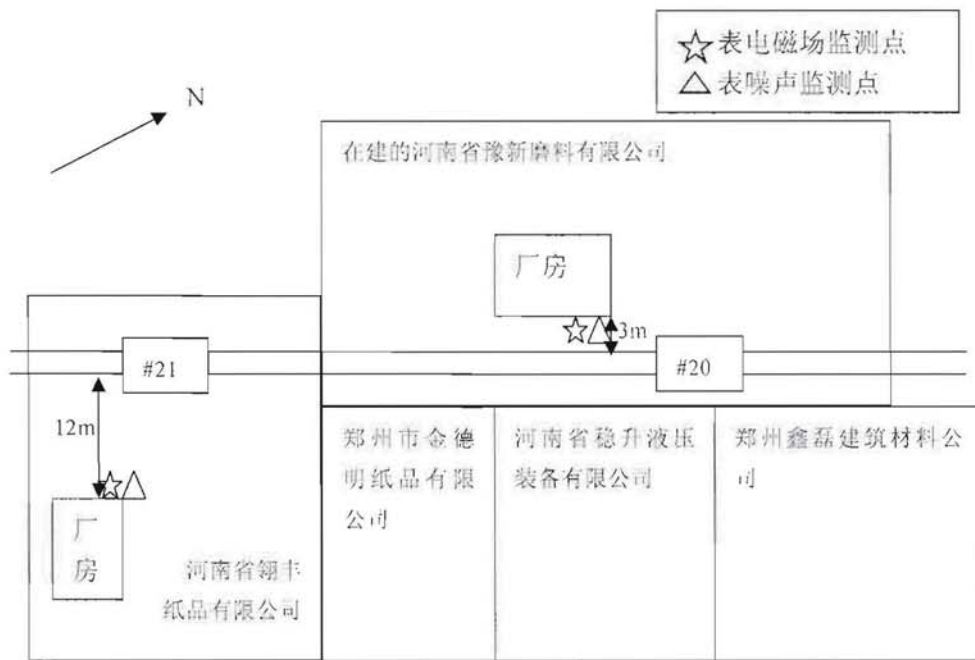 ☆表电磁场监测点
△表噪声监测点
N
在建的河南省豫新磨料有限公司
厂房
3m
#21
#20
12m
郑州市金德
明纸品有限
公司
河南省稳升液压
装备有限公司
郑州鑫磊建筑材料公
司
厂
房
河南省翎丰
纸品有限公司